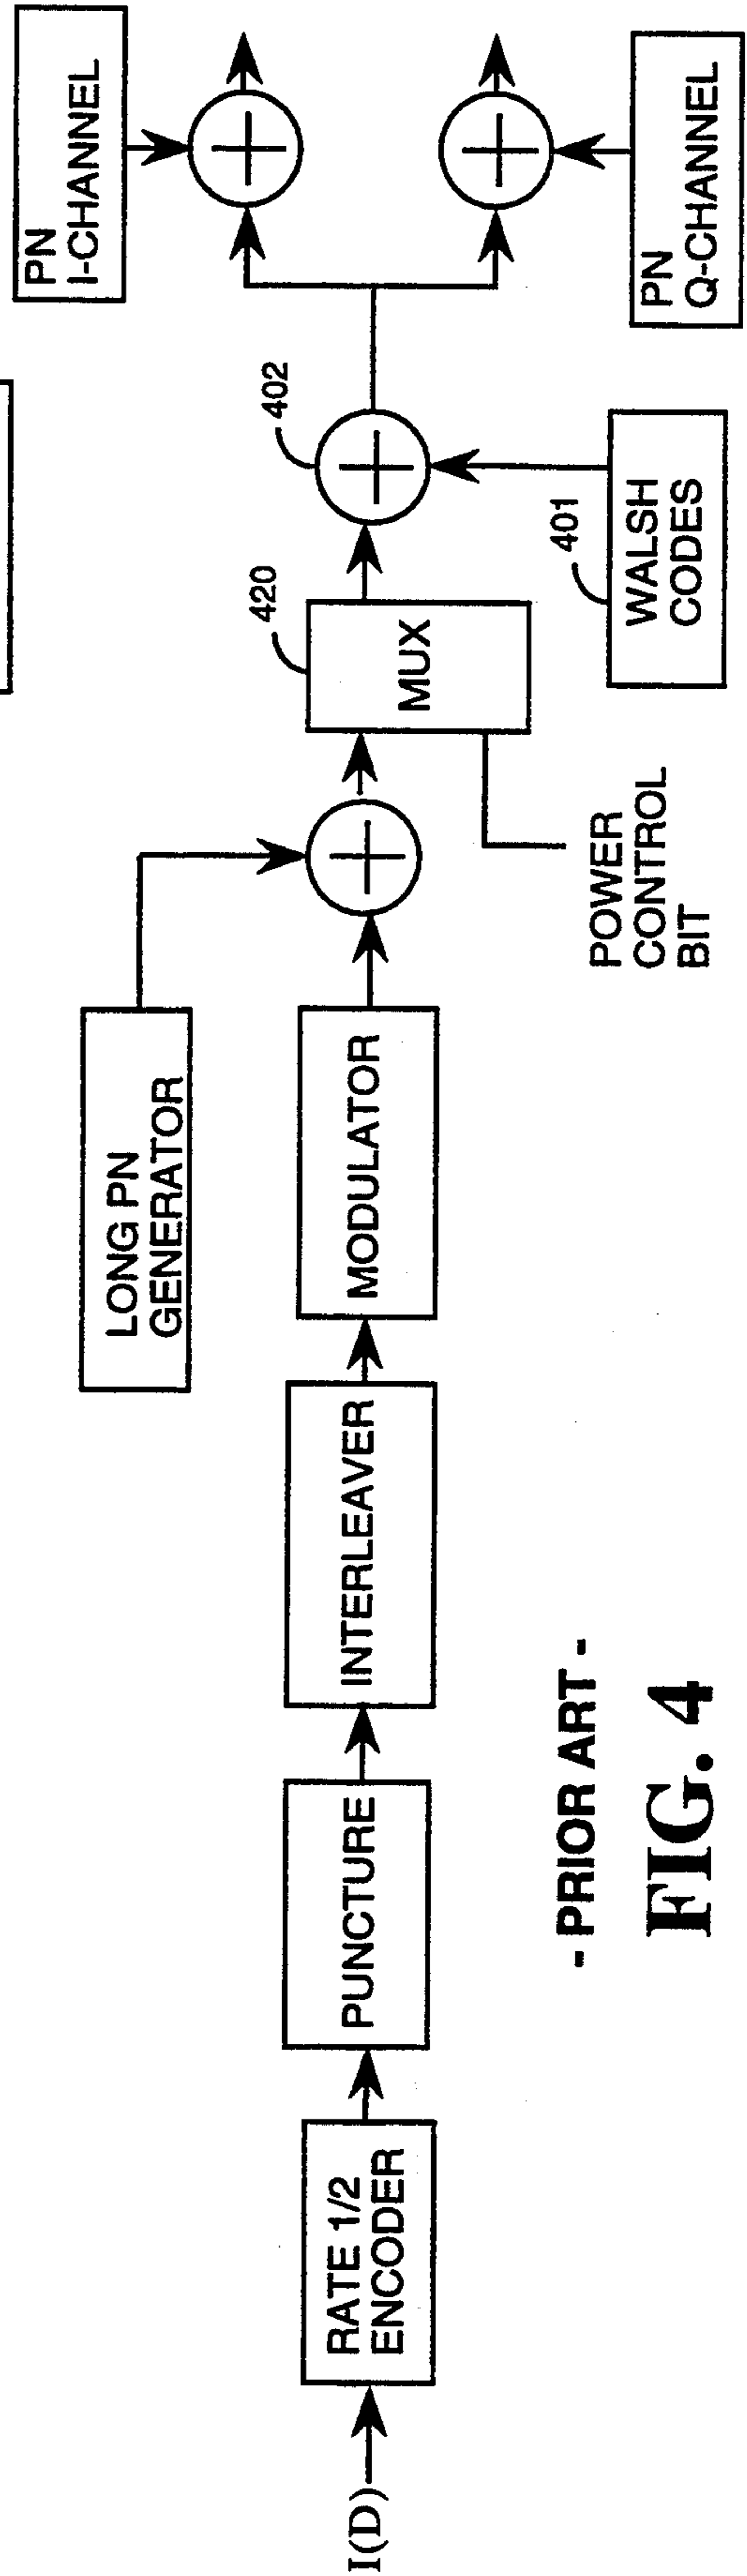 I(D)
RATE 1/2
ENCODER
PUNCTURE
INTERLEAVER
MODULATOR
LONG PN
GENERATOR
MUX
420
POWER
CONTROL
BIT
402
401
WALSH
CODES
PN
I-CHANNEL
PN
Q-CHANNEL
- PRIOR ART -
FIG. 4